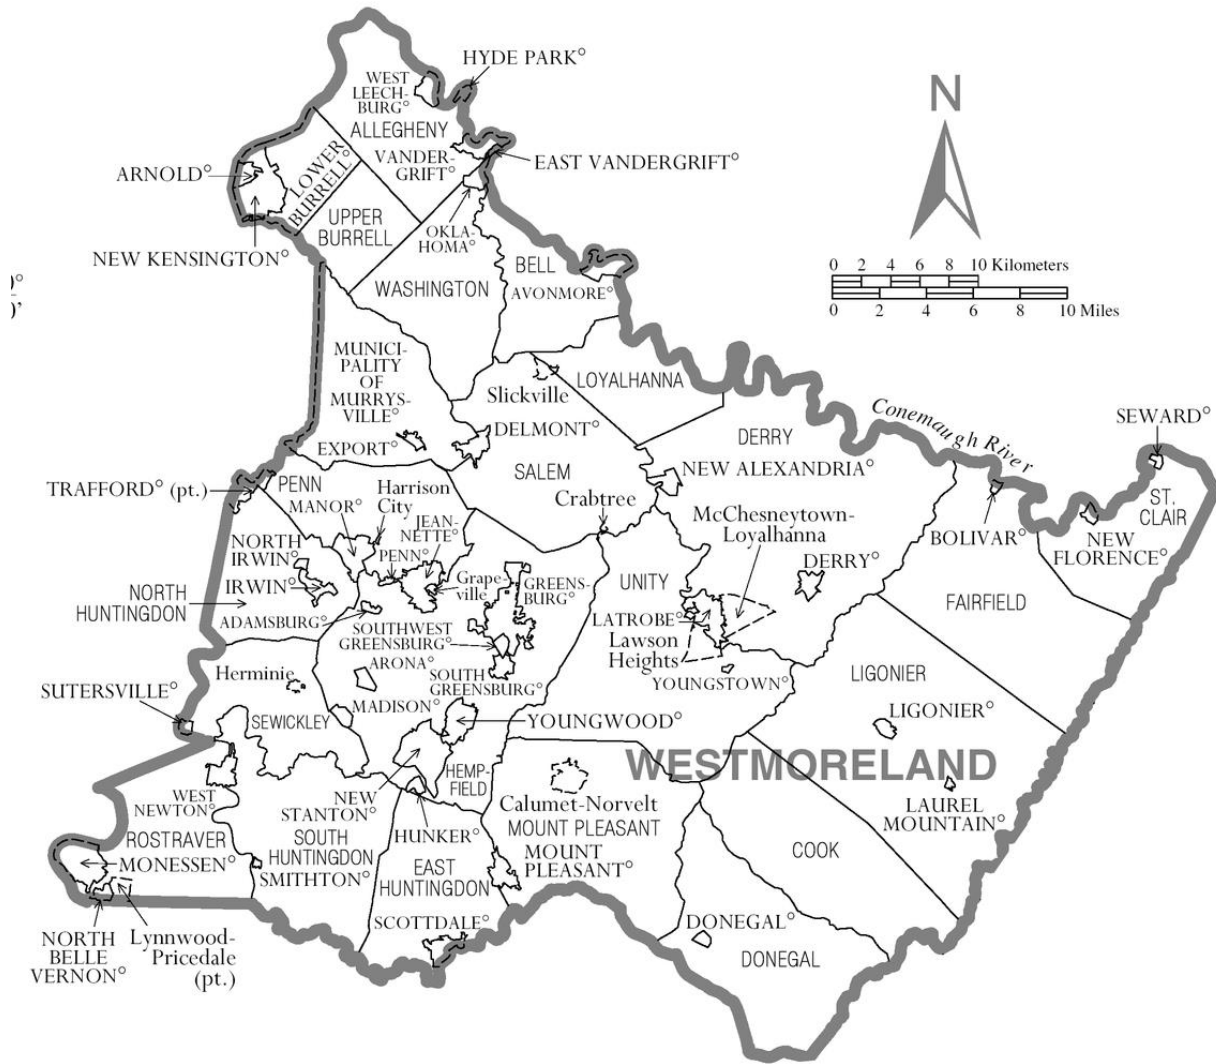 HYDE PARK°
WEST
LEECH-
BURG°
ALLEGHENY
N
VANDER-
GRIFT°
EAST VANDERGRIFT°
ARNOLD°
LOWER
BURRELL°
UPPER
BURRELL
OKLA-
HOMA°
NEW KENSINGTON°
BELL
0 2 4 6 8 10 Kilometers
0 2 4 6 8 10 Miles
WASHINGTON
AVONMORE°
MUNICI-
PALITY
OF
MURRYS-
VILLE°
LOYALHANNA
Slickville
Conemaugh River
SEWARD°
EXPORT°
DELMONT°
DERRY
SALEM
NEW ALEXANDRIA°
TRAFFORD° (pt.)
PENN
MANOR°
Harrison
City
Crabtree
ST.
CLAIR
McChesneytown-
Loyalhanna
JEAN-
NETTE°
BOLIVAR°
NEW
FLORENCE°
NORTH
IRWIN°
PENN°
DERRY°
IRWIN°
Grape-
ville
GREENS-
BURG°
UNITY
NORTH
HUNTINGDON
FAIRFIELD
ADAMSBURG°
LATROBE°
SOUTHWEST
GREENSBURG°
Lawson
Heights
ARONA°
Herminie
SOUTH
GREENSBURG°
YOUNGSTOWN°
LIGONIER
SUTERSVILLE°
MADISON°
LIGONIER°
SEWICKLEY
YOUNGWOOD°
WESTMORELAND
HEMP-
FIELD
WEST
NEWTON°
NEW
STANTON°
Calumet-Norvelt
LAUREL
MOUNTAIN°
ROSTRAVER
SOUTH
HUNTINGDON
HUNKER°
MOUNT PLEASANT
COOK
MONESSEN°
MOUNT
PLEASANT°
SMITHTON°
EAST
HUNTINGDON
SCOTTDALE°
DONEGAL°
NORTH
BELLE
VERNON°
Lynnwood-
Pricedale
(pt.)
DONEGAL